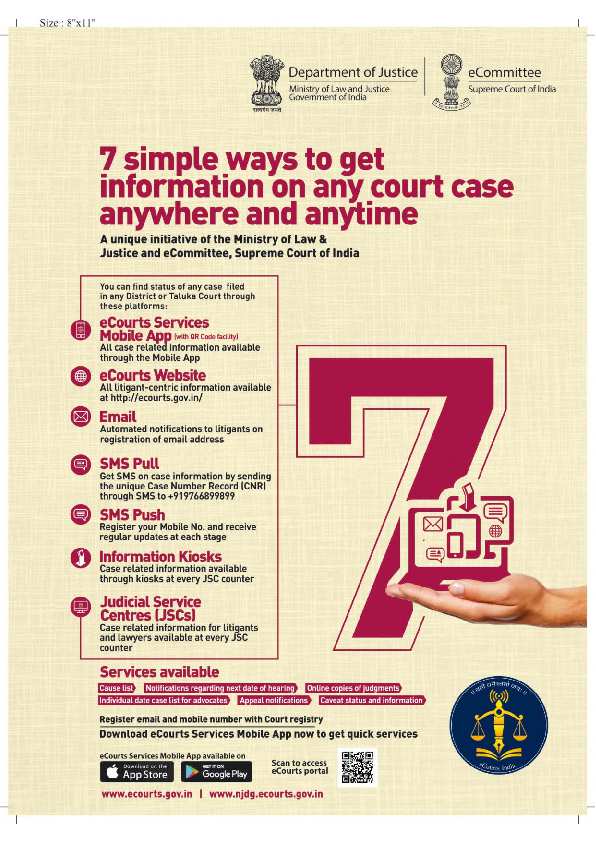 Size : 8"x11"
Department of Justice
Ministry of Law and Justice
Government of India
सत्यमेव जयते
eCommittee
Supreme Court of India
7 simple ways to get
information on any court case
anywhere and anytime
A unique initiative of the Ministry of Law &
Justice and eCommittee, Supreme Court of India
You can find status of any case filed
in any District or Taluka Court through
these platforms:
eCourts Services
Mobile App (with QR Code facility)
All case related information available
through the Mobile App
eCourts Website
All litigant-centric information available
at http://ecourts.gov.in/
Email
Automated notifications to litigants on
registration of email address
SMS Pull
Get SMS on case information by sending
the unique Case Number Record (CNR)
through SMS to +919766899899
SMS Push
Register your Mobile No. and receive
regular updates at each stage
Information Kiosks
Case related information available
through kiosks at every JSC counter
Judicial Service
Centres (JSCs)
Case related information for litigants
and lawyers available at every JSC
counter
7
Services available
Cause list Notifications regarding next date of hearing Online copies of judgments
Individual date case list for advocates Appeal notifications Caveat status and information
Register email and mobile number with Court registry
Download eCourts Services Mobile App now to get quick services
eCourts Services Mobile App available on
Download on the
App Store
GET IT ON
Google Play
Scan to access
eCourts portal
eCourts India
www.ecourts.gov.in | www.njdg.ecourts.gov.in